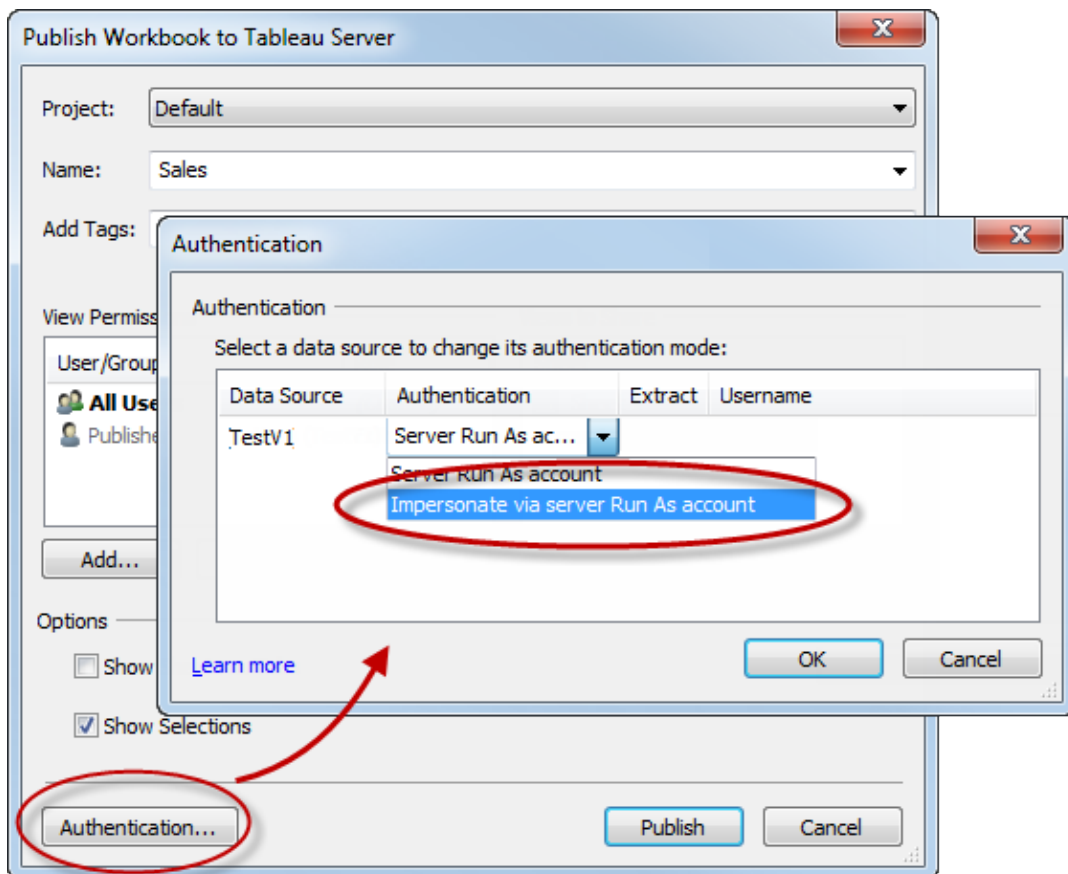 Publish Workbook to Tableau Server
Project: Default
Name: Sales
Add Tags:
View Permiss
User/Group
All Use
Publishe
Add...
Options
Show
Show Selections
Authentication...
Publish Cancel
Authentication
Authentication
Select a data source to change its authentication mode:
Data Source Authentication Extract Username
TestV1 Server Run As ac...
Server Run As account
Impersonate via server Run As account
Learn more OK Cancel